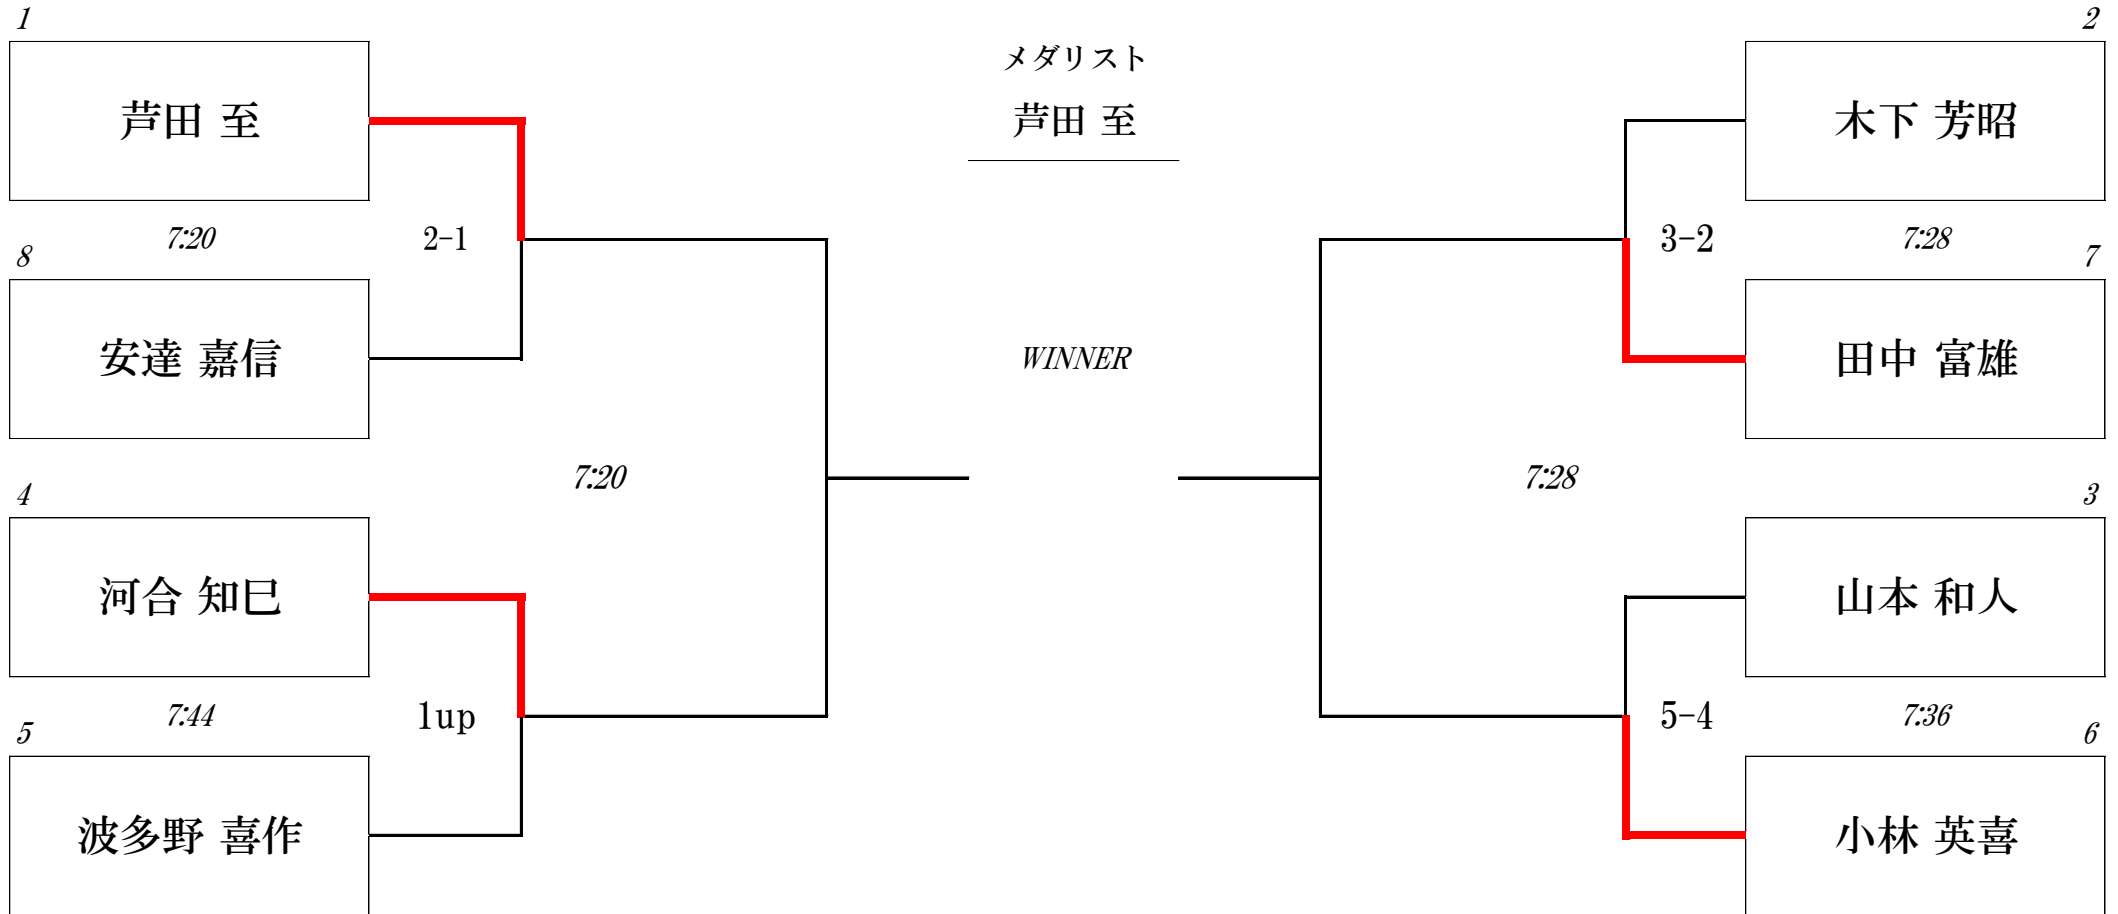 1
芦田 至
7:20
2-1
8
安達 嘉信
7:20
4
河合 知巳
7:44
1up
5
波多野 喜作
メダリスト
芦田 至
WINNER
2
木下 芳昭
3-2
7:28
7
田中 富雄
7:28
3
山本 和人
5-4
7:36
6
小林 英喜